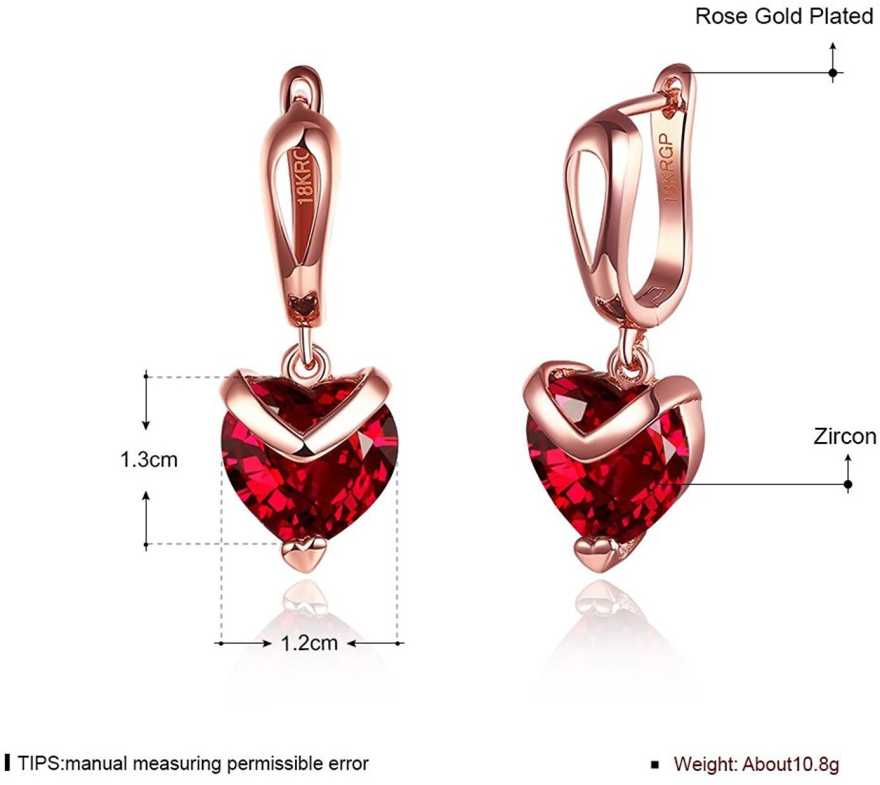 Rose Gold Plated
18KRG
18KRGP
Zircon
1.3cm
1.2cm
TIPS:manual measuring permissible error
Weight: About10.8g